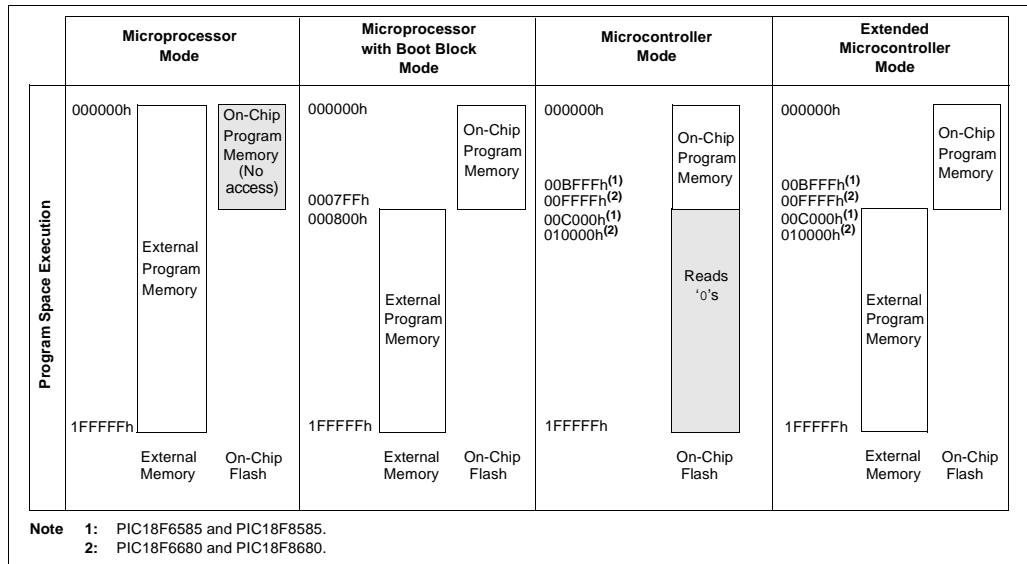 Microprocessor
Mode
Microprocessor
with Boot Block
Mode
Microcontroller
Mode
Extended
Microcontroller
Mode
Program Space Execution
000000h
External
Program
Memory
1FFFFFh
On-Chip
Program
Memory
(No
access)
External
Memory
On-Chip
Flash
000000h
On-Chip
Program
Memory
0007FFh
000800h
External
Program
Memory
1FFFFFh
External
Memory
On-Chip
Flash
000000h
On-Chip
Program
Memory
00BFFFh(1)
00FFFFh(2)
00C000h(1)
010000h(2)
Reads
‘0’s
1FFFFFh
On-Chip
Flash
000000h
On-Chip
Program
Memory
00BFFFh(1)
00FFFFh(2)
00C000h(1)
010000h(2)
External
Program
Memory
1FFFFFh
External
Memory
On-Chip
Flash
Note 1: PIC18F6585 and PIC18F8585.
2: PIC18F6680 and PIC18F8680.